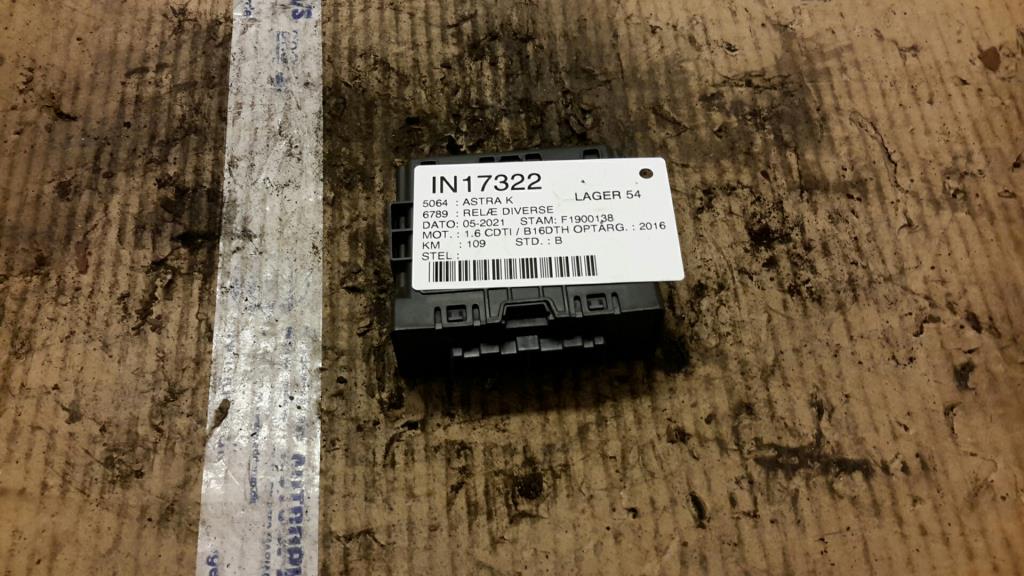 IN17322
LAGER 54
5064 : ASTRA K
6789 : RELÆ DIVERSE
DATO: 05-2021 STAM: F1900138
MOT. : 1.6 CDTI / B16DTH OPTÅRG. : 2016
KM : 109 STD. : B
STEL :